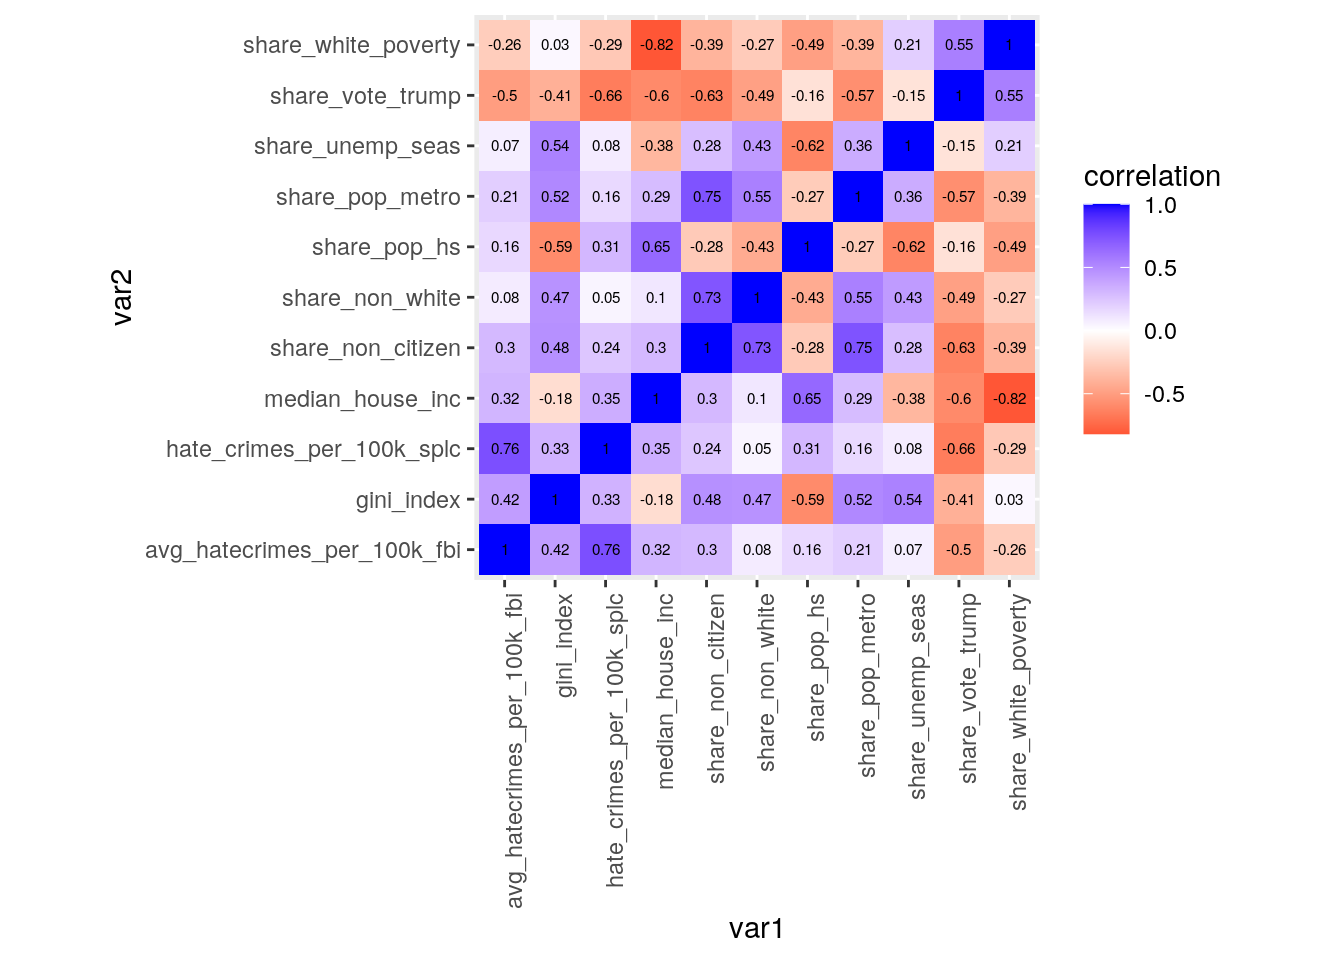 share_white_poverty -0.26 0.03 -0.29 -0.82 -0.39 -0.27 -0.49 -0.39 0.21 0.55 1
share_vote_trump -0.5 -0.41 -0.66 -0.6 -0.63 -0.49 -0.16 -0.57 -0.15 1 0.55
share_unemp_seas 0.07 0.54 0.08 -0.38 0.28 0.43 -0.62 0.36 1 -0.15 0.21
share_pop_metro 0.21 0.52 0.16 0.29 0.75 0.55 -0.27 1 0.36 -0.57 -0.39
share_pop_hs 0.16 -0.59 0.31 0.65 -0.28 -0.43 1 -0.27 -0.62 -0.16 -0.49
share_non_white 0.08 0.47 0.05 0.1 0.73 1 -0.43 0.55 0.43 -0.49 -0.27
share_non_citizen 0.3 0.48 0.24 0.3 1 0.73 -0.28 0.75 0.28 -0.63 -0.39
median_house_inc 0.32 -0.18 0.35 1 0.3 0.1 0.65 0.29 -0.38 -0.6 -0.82
hate_crimes_per_100k_splc 0.76 0.33 1 0.35 0.24 0.05 0.31 0.16 0.08 -0.66 -0.29
gini_index 0.42 1 0.33 -0.18 0.48 0.47 -0.59 0.52 0.54 -0.41 0.03
avg_hatecrimes_per_100k_fbi 1 0.42 0.76 0.32 0.3 0.08 0.16 0.21 0.07 -0.5 -0.26
var2
avg_hatecrimes_per_100k_fbi
gini_index
hate_crimes_per_100k_splc
median_house_inc
share_non_citizen
share_non_white
share_pop_hs
share_pop_metro
share_unemp_seas
share_vote_trump
share_white_poverty
var1
correlation
1.0
0.5
0.0
-0.5